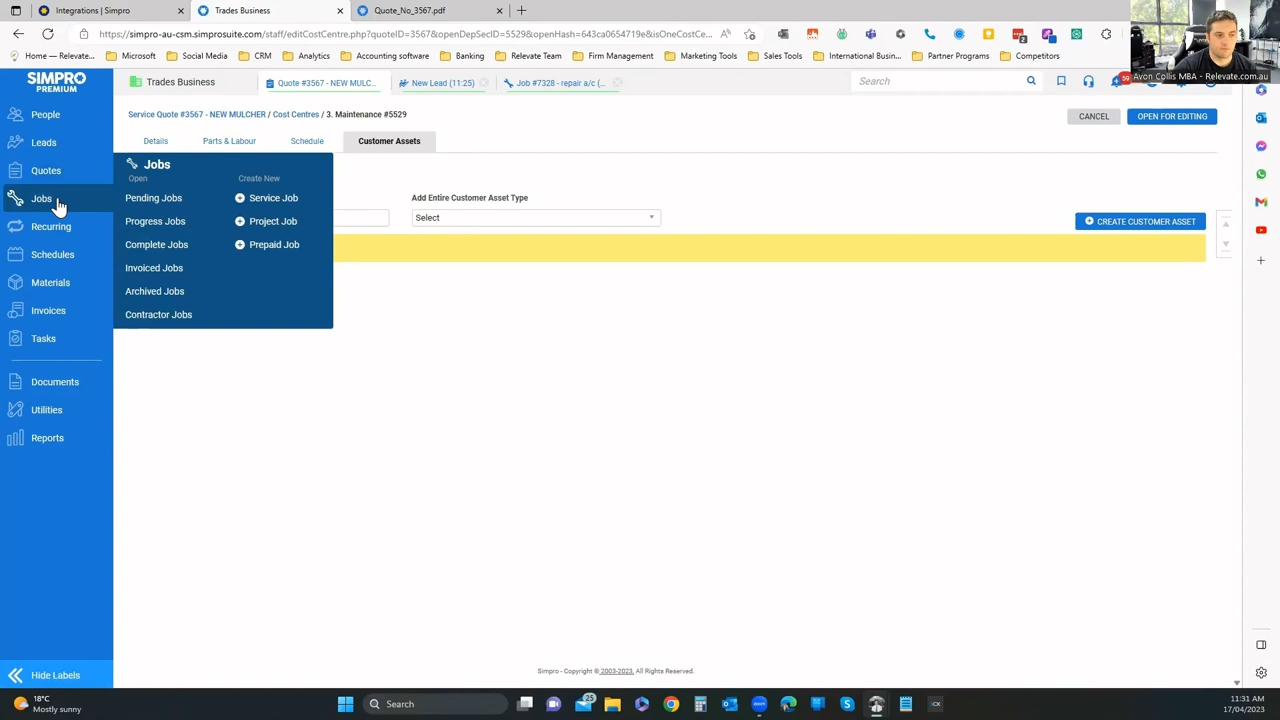 Integrations | Simpro
Trades Business
Quote_No_3567.pdf
https://simpro-au-csm.simprosuite.com/staff/editCostCentre.php?quoteID=3567&openDepSecID=5529&openHash=643ca0654719e&isOneCostCe...
Home — Relevate...
Microsoft
Social Media
CRM
Accounting software
Analytics
Banking
Relevate Team
Firm Management
Marketing Tools
Sales Tools
International Busin...
Partner Programs
Competitors
Avon Collis MBA - Relevate.com.au
SIMPRO
PREMIUM
Trades Business
Quote #3567 - NEW MULC...
New Lead (11:25)
Job #7328 - repair a/c (...
Search
59
People
Leads
Quotes
Jobs
Recurring
Schedules
Materials
Invoices
Tasks
Documents
Utilities
Reports
Hide Labels
Service Quote #3567 - NEW MULCHER / Cost Centres / 3. Maintenance #5529
CANCEL
OPEN FOR EDITING
Details
Parts & Labour
Schedule
Customer Assets
Jobs
Open
Create New
Pending Jobs
Service Job
Progress Jobs
Project Job
Complete Jobs
Prepaid Job
Invoiced Jobs
Archived Jobs
Contractor Jobs
Add Entire Customer Asset Type
Select
CREATE CUSTOMER ASSET
Simpro - Copyright © 2003-2023. All Rights Reserved.
18°C
Mostly sunny
Search
25
11:31 AM
17/04/2023